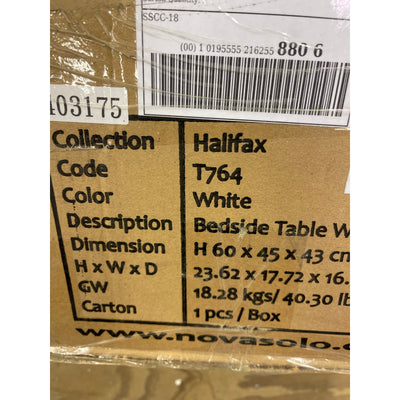 SSCC-18
(00) 1 0195555 216255 880 6
403175
Collection Halifax
Code T764
Color White
Description Bedside Table
Dimension H 60 x 45 x 43 cm
H x W x D 23.62 x 17.72 x 16.
GW 18.28 kgs/ 40.30 lb
Carton 1 pcs / Box
www.novasolo.